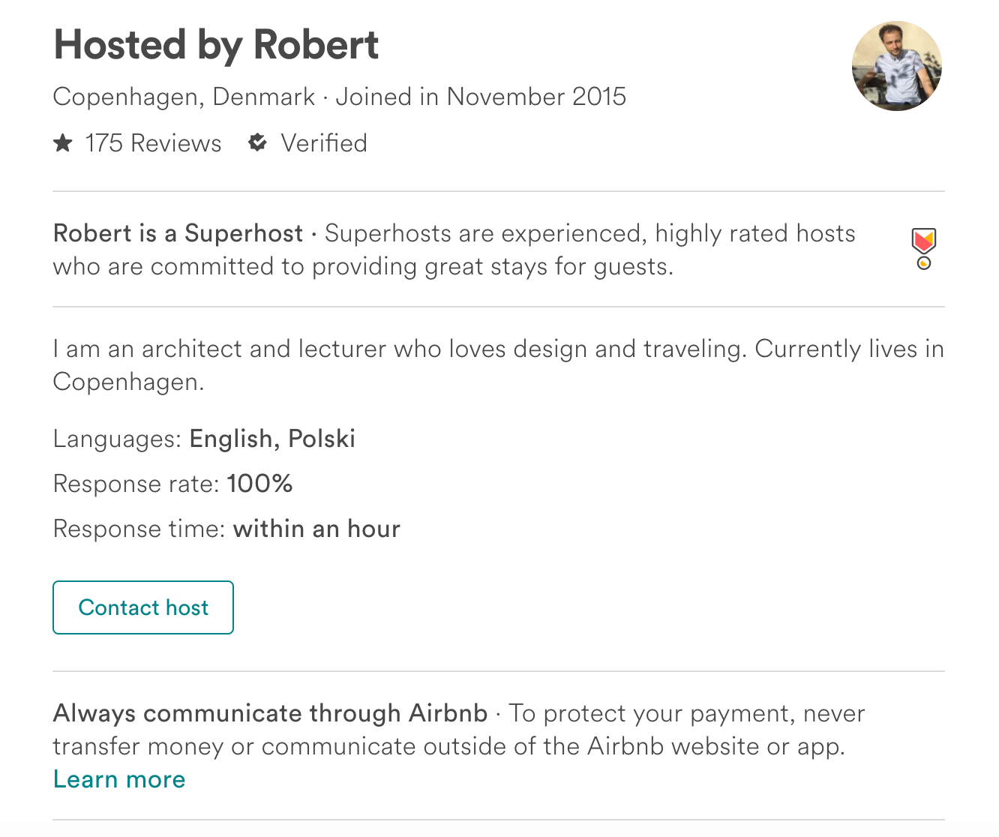 Hosted by Robert
Copenhagen, Denmark · Joined in November 2015
175 Reviews Verified
Robert is a Superhost · Superhosts are experienced, highly rated hosts
who are committed to providing great stays for guests.
I am an architect and lecturer who loves design and traveling. Currently lives in
Copenhagen.
Languages: English, Polski
Response rate: 100%
Response time: within an hour
Contact host
Always communicate through Airbnb · To protect your payment, never
transfer money or communicate outside of the Airbnb website or app.
Learn more